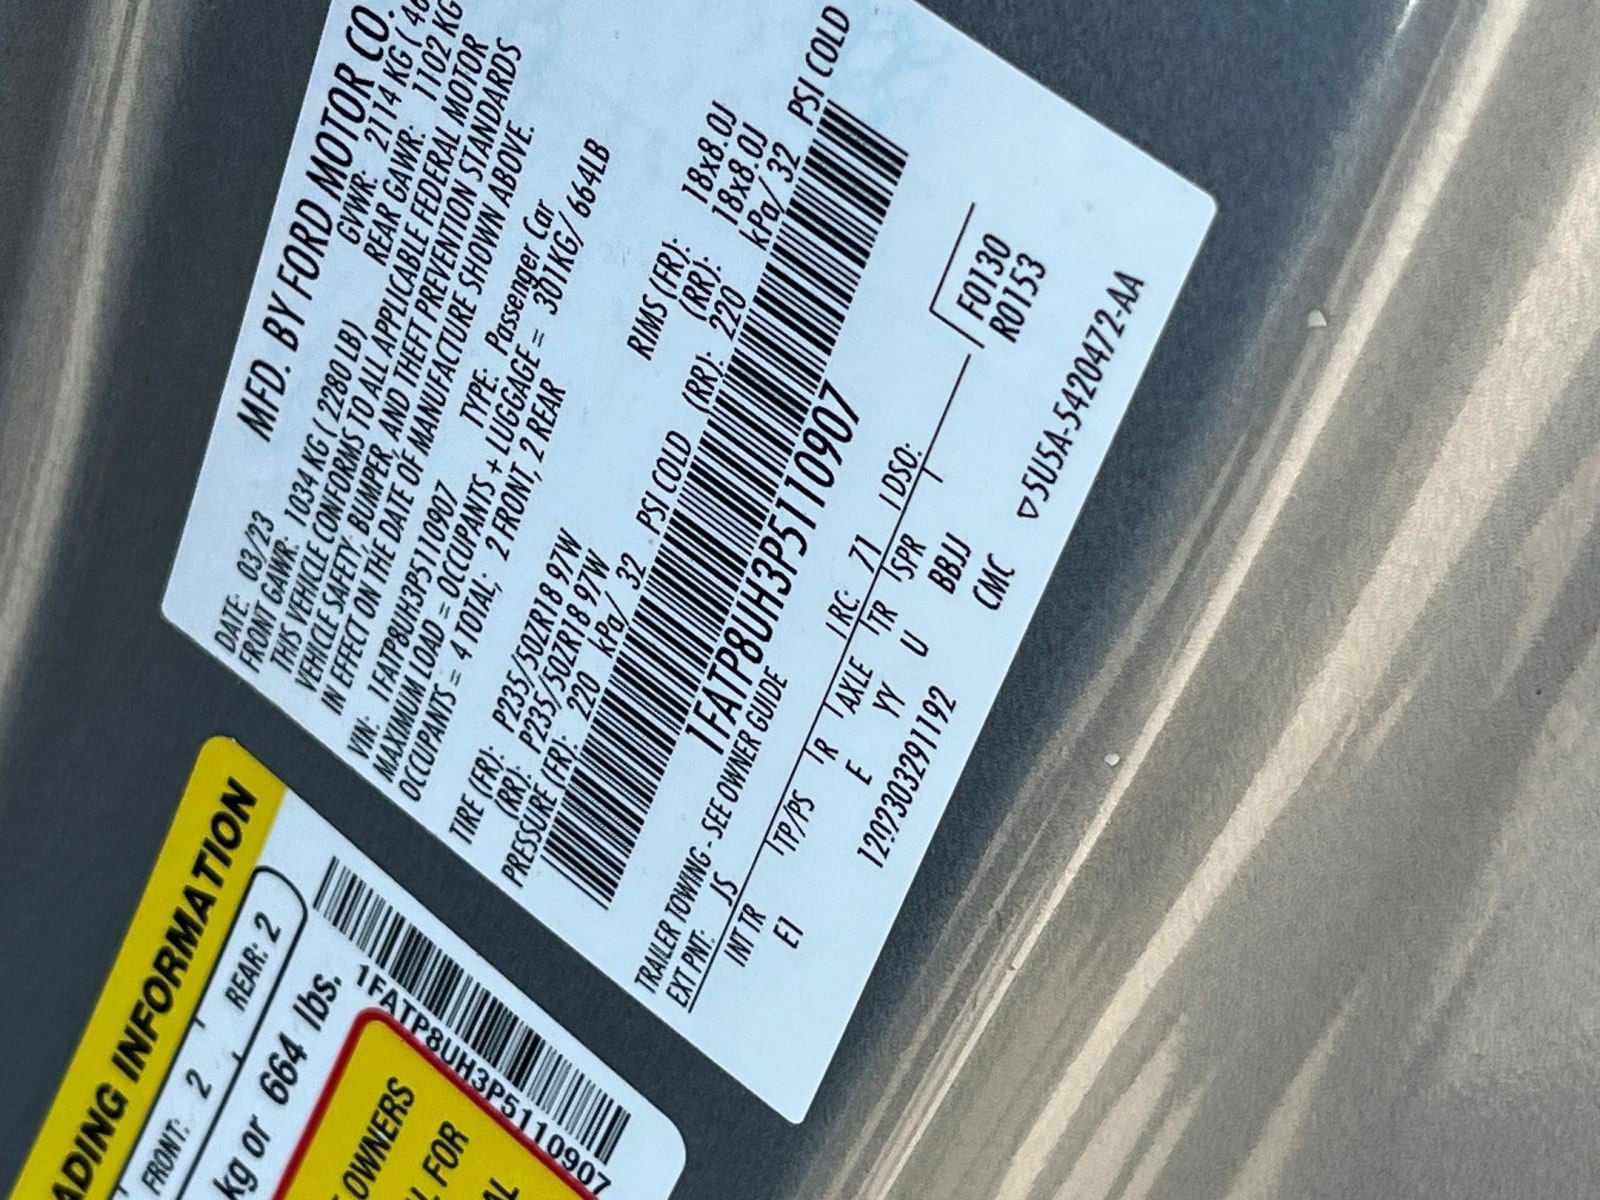 MFD. BY FORD MOTOR CO.
DATE: 03/23 GVWR: 2114 KG ( 46
FRONT GAWR: 1034 KG ( 2280 LB) REAR GAWR: 1102 KG
THIS VEHICLE CONFORMS TO ALL APPLICABLE FEDERAL MOTOR
VEHICLE SAFETY, BUMPER, AND THEFT PREVENTION STANDARDS
IN EFFECT ON THE DATE OF MANUFACTURE SHOWN ABOVE.
VIN: 1FATP8UH3P5110907 TYPE: Passenger Car
MAXIMUM LOAD = OCCUPANTS + LUGGAGE = 301KG/ 664LB
OCCUPANTS = 4 TOTAL; 2 FRONT, 2 REAR
TIRE (FR): P235/50ZR18 97W RIMS (FR): 18x8.0J
(RR): P235/50ZR18 97W (RR): 18x8.0J
PRESSURE (FR): 220 kPa/ 32 PSI COLD (RR): 220 kPa/ 32 PSI COLD
1FATP8UH3P5110907
TRAILER TOWING - SEE OWNER GUIDE
EXT PNT: JS RC: 71 DSO:
F0130
R0153
INT TR TP/PS R AXLE TR SPR
E1 E YY U BBJJ
CMC
▽5U5A-5420472-AA
ADING INFORMATION
FRONT: 2 REAR: 2
kg or 664 lbs.
1FATP8UH3P5110907
OWNERS
L FOR
AL